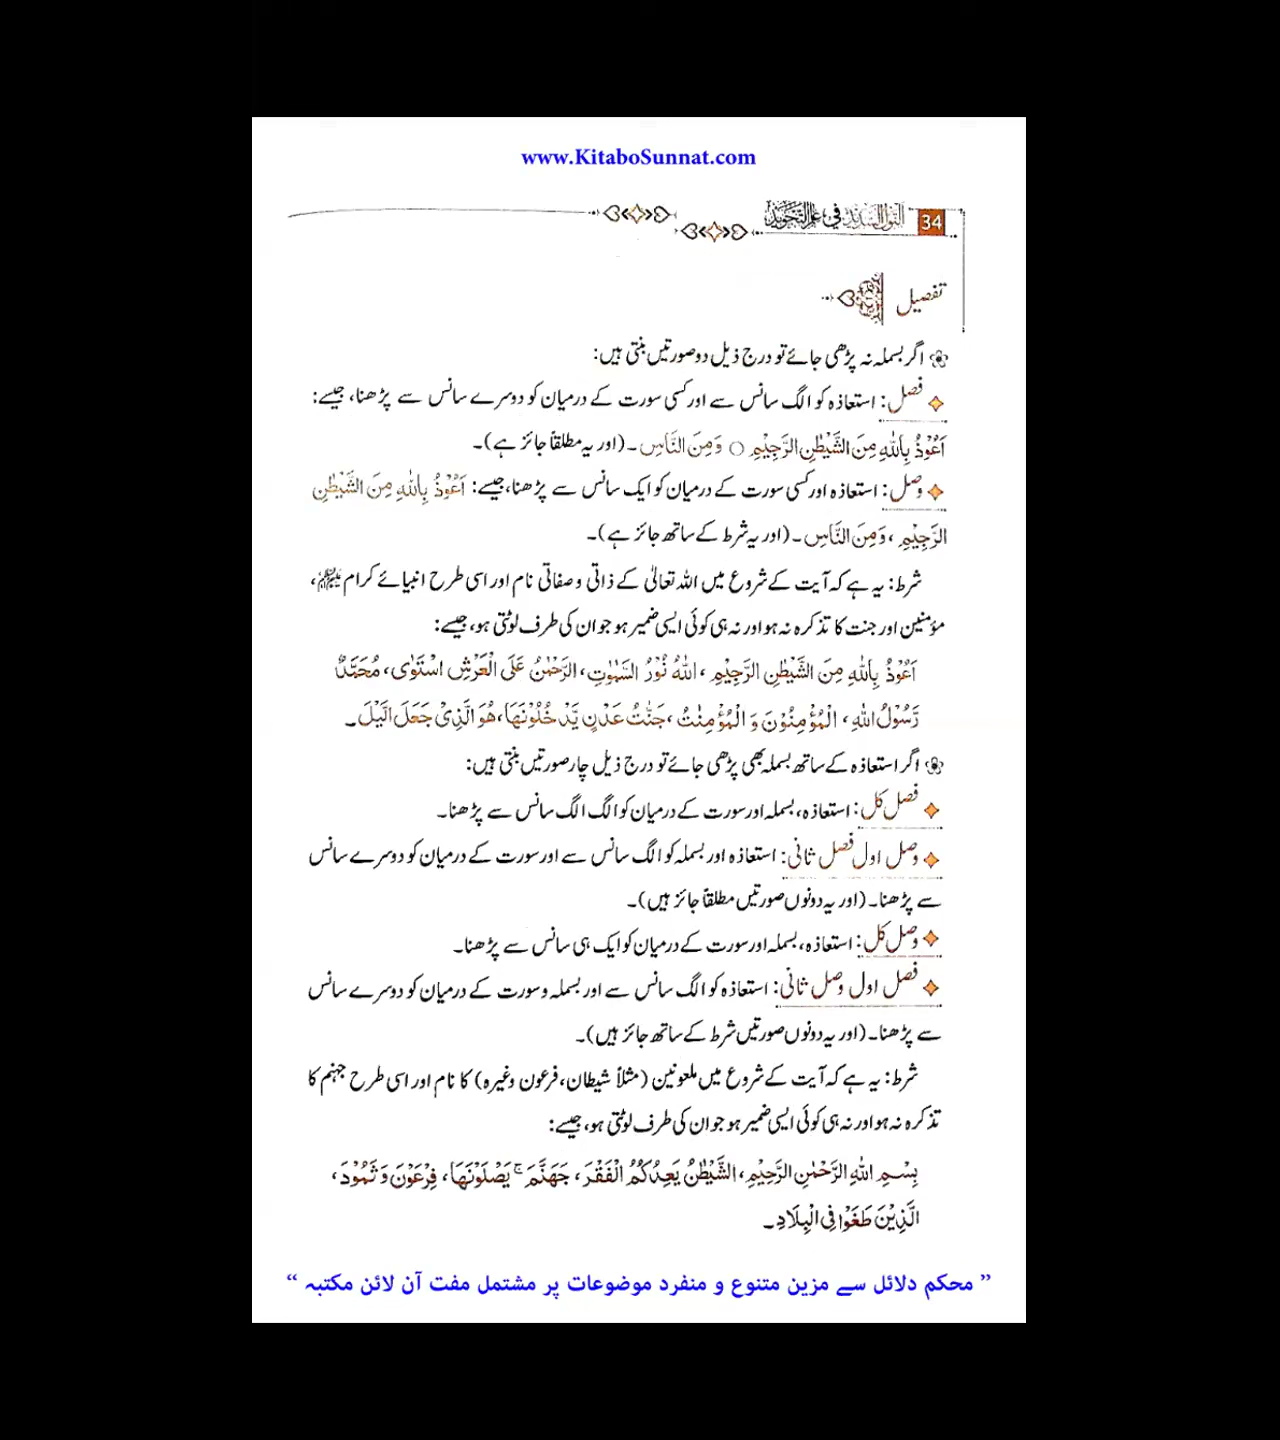 www.KitaboSunnat.com
34 القول السديد في علم التجويد
تفصیل
اگر بسملہ نہ پڑھی جائے تو درج ذیل دو صورتیں بنتی ہیں:
فصل: استعاذہ کو الگ سانس سے اور کسی سورت کے درمیان کو دوسرے سانس سے پڑھنا، جیسے:
اَعُوْذُ بِاللّٰهِ مِنَ الشَّيْطٰنِ الرَّجِيْمِ ○ وَمِنَ النَّاسِ۔ (اور یہ مطلقاً جائز ہے)۔
وصل: استعاذہ اور کسی سورت کے درمیان کو ایک سانس سے پڑھنا، جیسے: اَعُوْذُ بِاللّٰهِ مِنَ الشَّيْطٰنِ
الرَّجِيْمِ، وَمِنَ النَّاسِ۔ (اور یہ شرط کے ساتھ جائز ہے)۔
شرط: یہ ہے کہ آیت کے شروع میں اللہ تعالیٰ کے ذاتی و صفاتی نام اور اسی طرح انبیائے کرام ﷺ،
مؤمنین اور جنت کا تذکرہ نہ ہو اور نہ ہی کوئی ایسی ضمیر ہو جو ان کی طرف لوٹتی ہو، جیسے:
اَعُوْذُ بِاللّٰهِ مِنَ الشَّيْطٰنِ الرَّجِيْمِ، اَللّٰهُ نُوْرُ السَّمٰوٰتِ، اَلرَّحْمٰنُ عَلَى الْعَرْشِ اسْتَوٰى، مُحَمَّدٌ
رَّسُوْلُ اللّٰهِ، الْمُؤْمِنُوْنَ وَ الْمُؤْمِنٰتُ، جَنّٰتُ عَدْنٍ يَّدْخُلُوْنَهَا، هُوَ الَّذِيْ جَعَلَ الَّيْلَ۔
اگر استعاذہ کے ساتھ بسملہ بھی پڑھی جائے تو درج ذیل چار صورتیں بنتی ہیں:
فصل کل: استعاذہ، بسملہ اور سورت کے درمیان کو الگ الگ سانس سے پڑھنا۔
وصل اول فصل ثانی: استعاذہ اور بسملہ کو الگ سانس سے اور سورت کے درمیان کو دوسرے سانس
سے پڑھنا۔ (اور یہ دونوں صورتیں مطلقاً جائز ہیں)۔
وصل کل: استعاذہ، بسملہ اور سورت کے درمیان کو ایک ہی سانس سے پڑھنا۔
فصل اول وصل ثانی: استعاذہ کو الگ سانس سے اور بسملہ و سورت کے درمیان کو دوسرے سانس
سے پڑھنا۔ (اور یہ دونوں صورتیں شرط کے ساتھ جائز ہیں)۔
شرط: یہ ہے کہ آیت کے شروع میں ملعونین (مثلاً شیطان، فرعون وغیرہ) کا نام اور اسی طرح جہنم کا
تذکرہ نہ ہو اور نہ ہی کوئی ایسی ضمیر ہو جو ان کی طرف لوٹتی ہو، جیسے:
بِسْمِ اللّٰهِ الرَّحْمٰنِ الرَّحِيْمِ، اَلشَّيْطٰنُ يَعِدُكُمُ الْفَقْرَ، جَهَنَّمَ ۚ يَصْلَوْنَهَا، فِرْعَوْنَ وَ ثَمُوْدَ،
الَّذِيْنَ طَغَوْا فِى الْبِلَادِ۔
” محکم دلائل سے مزین متنوع و منفرد موضوعات پر مشتمل مفت آن لائن مکتبہ “